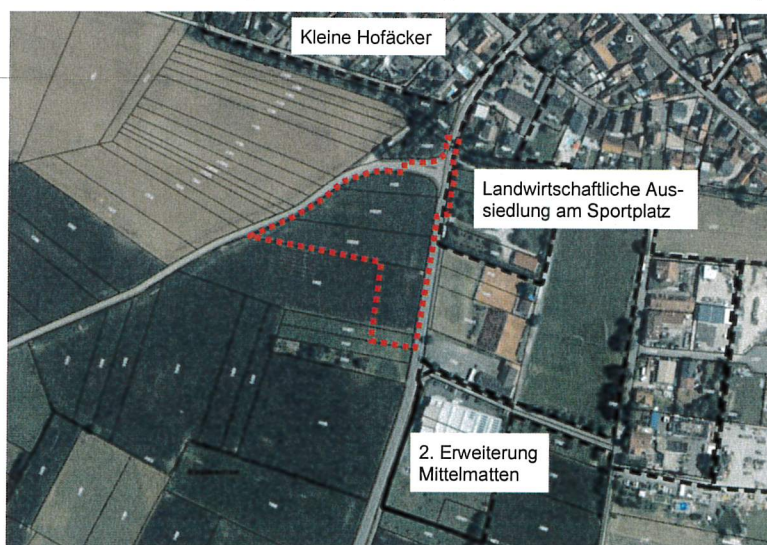 Kleine Hofäcker
Landwirtschaftliche Aus-
siedlung am Sportplatz
2. Erweiterung
Mittelmatten